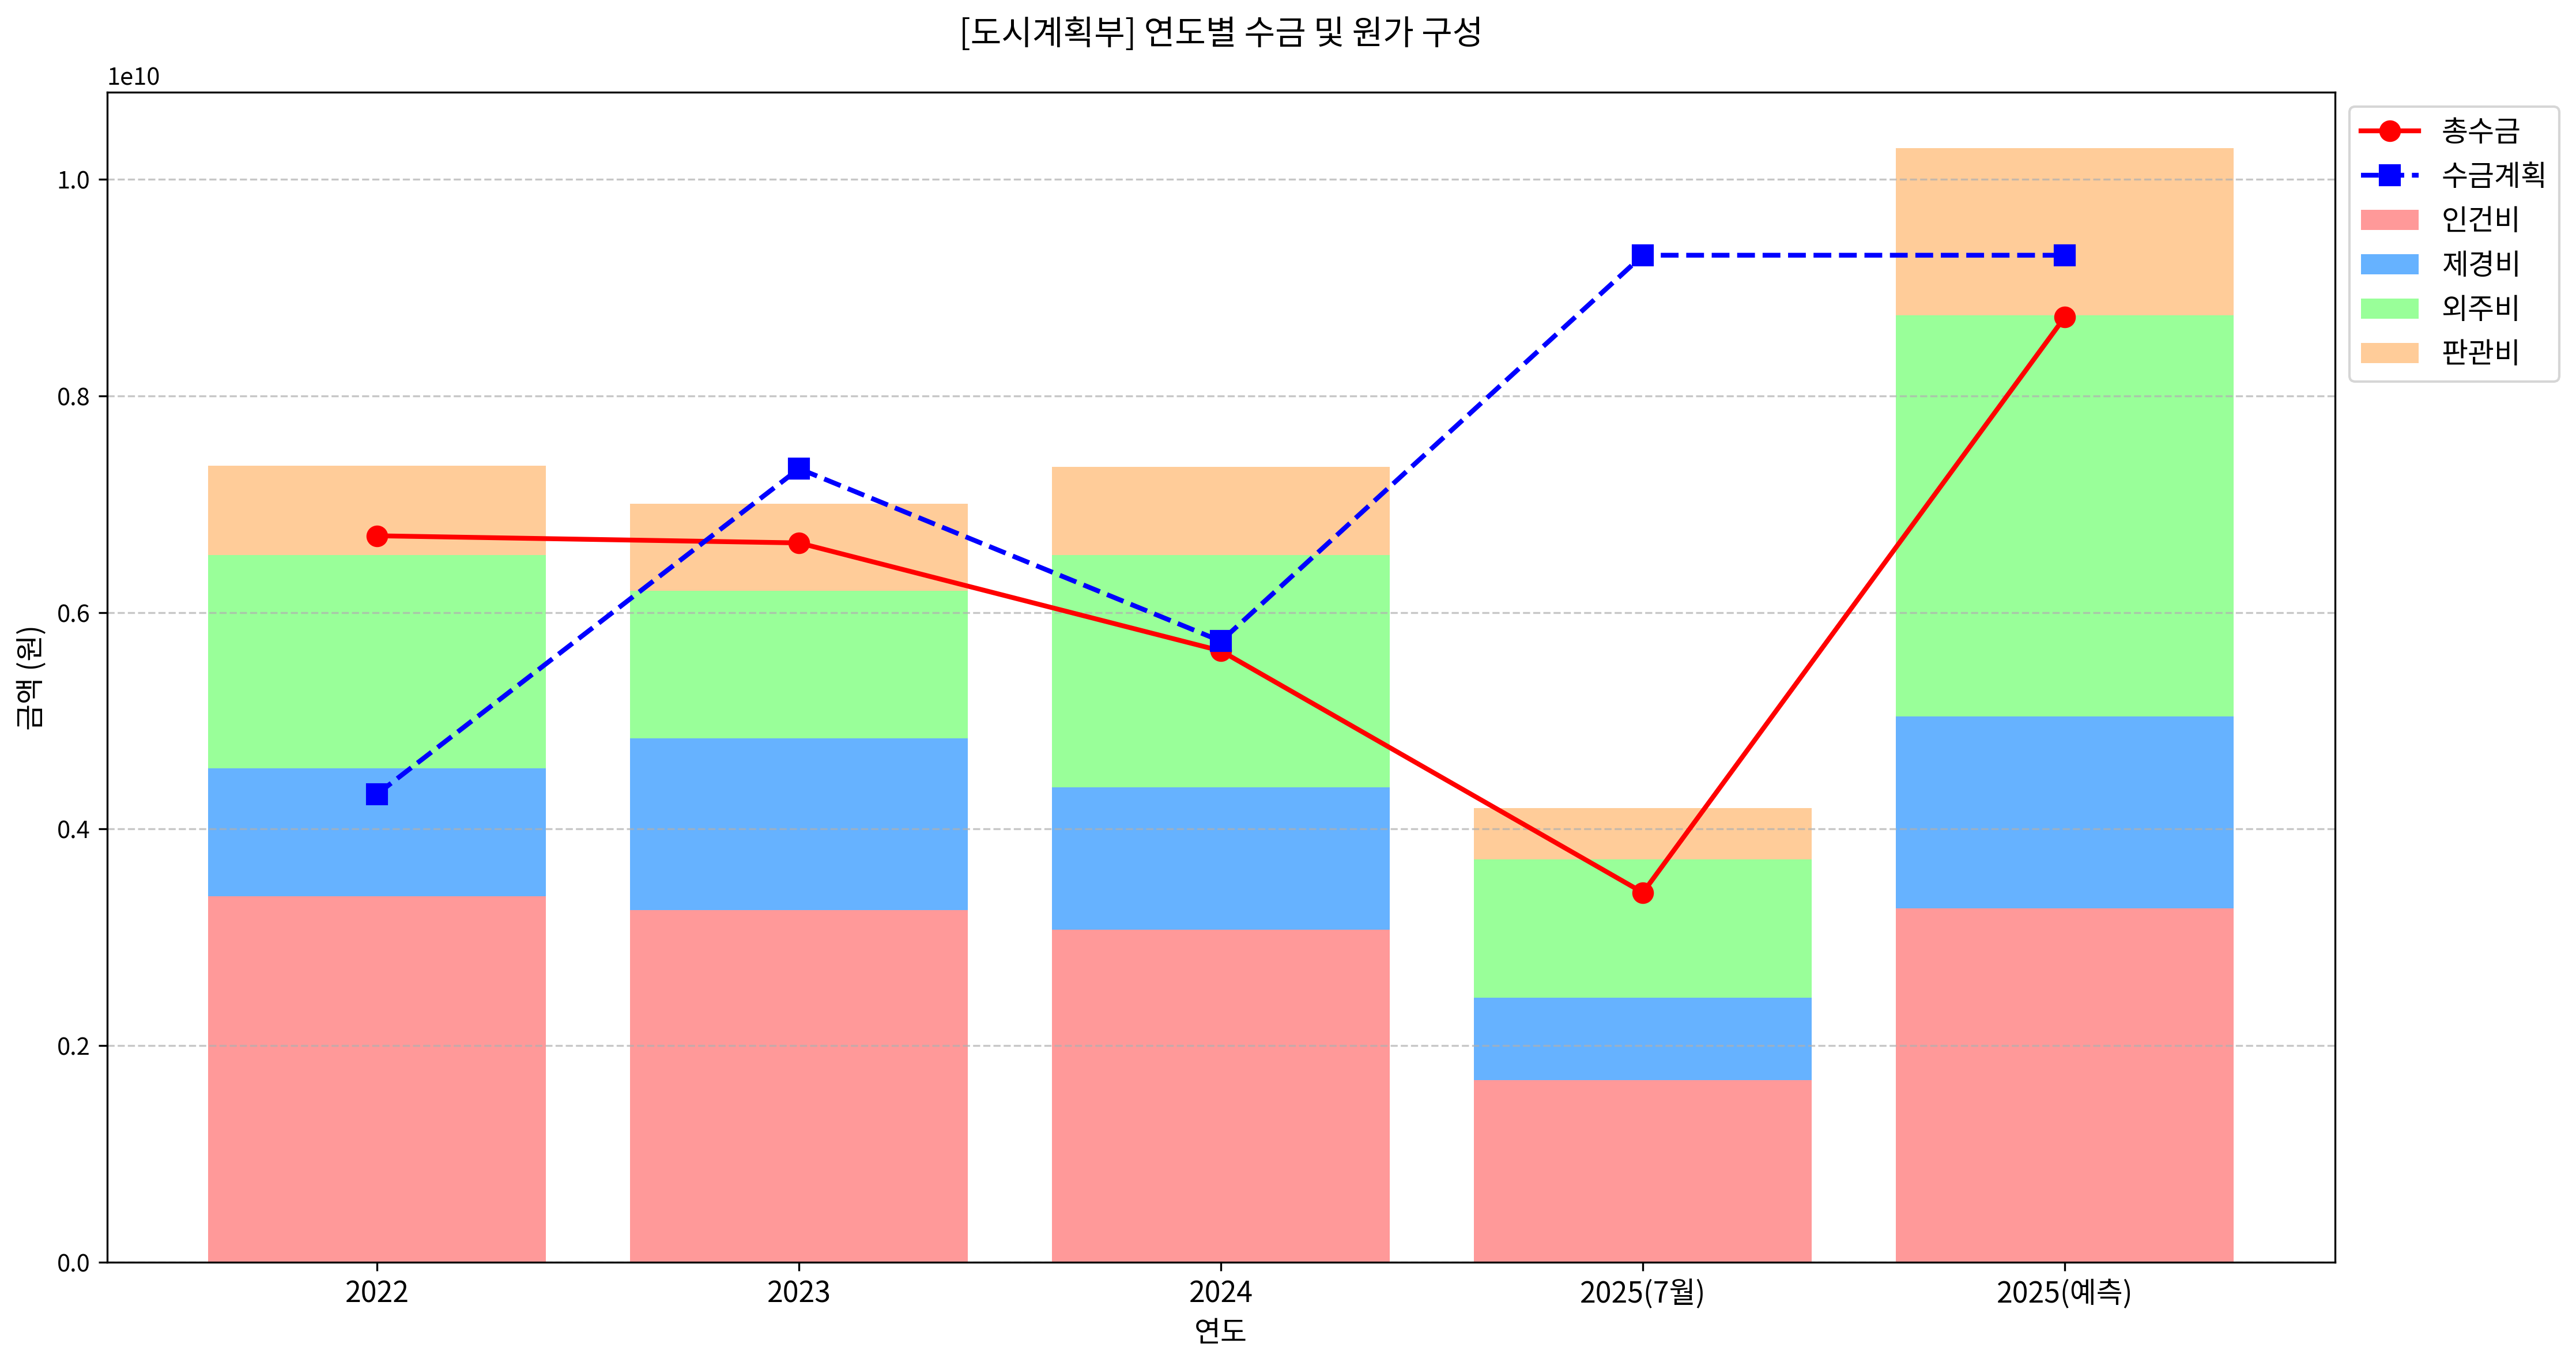 [도시계획부] 연도별 수금 및 원가 구성
1e10
1.0
0.8
0.6
0.4
0.2
0.0
금액 (원)
2022
2023
2024
2025(7월)
2025(예측)
연도
총수금
수금계획
인건비
제경비
외주비
판관비